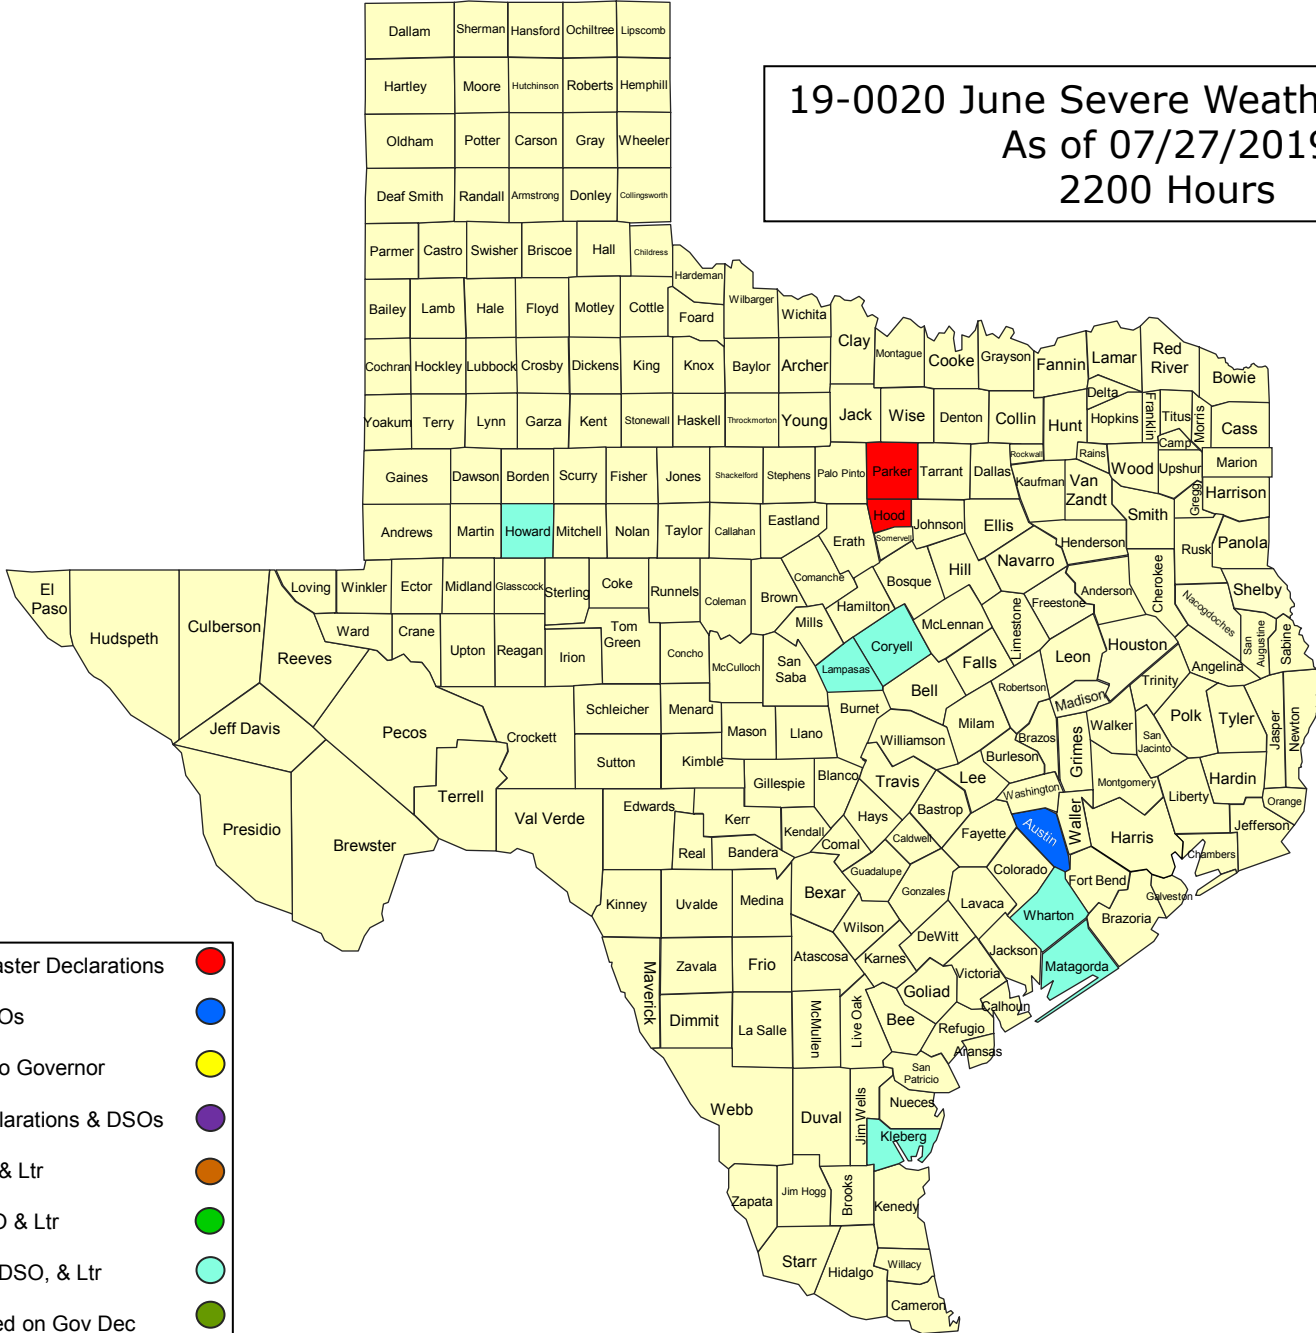 19-0020 June Severe Weath
As of 07/27/2019
2200 Hours
Dallam Sherman Hansford Ochiltree Lipscomb
Hartley Moore Hutchinson Roberts Hemphill
Oldham Potter Carson Gray Wheeler
Deaf Smith Randall Armstrong Donley Collingsworth
Parmer Castro Swisher Briscoe Hall Childress
Hardeman
Bailey Lamb Hale Floyd Motley Cottle Foard Wilbarger Wichita
Clay Montague Cooke Grayson Fannin Lamar Red
River Bowie
Cochran Hockley Lubbock Crosby Dickens King Knox Baylor Archer
Delta
Yoakum Terry Lynn Garza Kent Stonewall Haskell Throckmorton Young Jack Wise Denton Collin Hunt Hopkins Franklin Titus Morris Cass
Camp
Gaines Dawson Borden Scurry Fisher Jones Shackelford Stephens Palo Pinto Parker Tarrant Dallas Rockwall Kaufman Rains Van
Zandt Wood Upshur Marion
Gregg Harrison
Andrews Martin Howard Mitchell Nolan Taylor Callahan Eastland Erath Hood Somervell Johnson Ellis Henderson Smith Rusk Panola
El
Paso Hudspeth Culberson Loving Winkler Ector Midland Glasscock Sterling Coke Runnels Coleman Brown Comanche Bosque Hill Navarro Anderson Cherokee Nacogdoches Shelby
Hamilton Freestone Limestone
Reeves Ward Crane Upton Reagan Irion Tom
Green Concho McCulloch San
Saba Mills Lampasas Coryell McLennan Falls Leon Houston Angelina San
Augustine Sabine
Jeff Davis Pecos Crockett Schleicher Menard Mason Llano Burnet Bell Milam Robertson Madison Trinity Polk Tyler Jasper Newton
Walker San
Jacinto
Terrell Sutton Kimble Gillespie Blanco Williamson Travis Lee Burleson Brazos Grimes Washington Montgomery Liberty Hardin Orange
Presidio Brewster Val Verde Edwards Kerr Real Bandera Kendall Comal Hays Caldwell Bastrop Fayette Austin Waller Harris Chambers Jefferson
Kinney Uvalde Medina Bexar Guadalupe Gonzales Lavaca Colorado Wharton Fort Bend Brazoria Galveston
Wilson
Maverick Zavala Frio Atascosa Karnes DeWitt Jackson Matagorda
Victoria
Dimmit La Salle McMullen Live Oak Bee Goliad Refugio Calhoun
Aransas
San
Patricio
Webb Duval Jim Wells Nueces
Kleberg
Zapata Jim Hogg Brooks Kenedy
Starr Hidalgo Willacy
Cameron
aster Declarations
Os
o Governor
larations & DSOs
& Ltr
O & Ltr
DSO, & Ltr
ed on Gov Dec